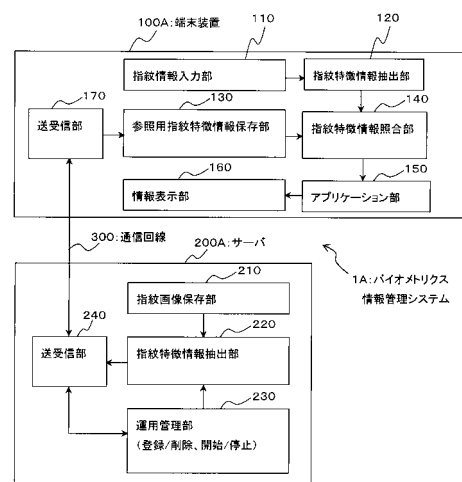 100A:端末装置
110
120
指紋情報入力部
指紋特徴情報抽出部
170
130
140
送受信部
参照用指紋特徴情報保存部
指紋特徴情報照合部
160
150
情報表示部
アプリケーション部
300:通信回線
200A:サーバ
1A:バイオメトリクス
情報管理システム
210
指紋画像保存部
240
220
送受信部
指紋特徴情報抽出部
230
運用管理部
(登録/削除、開始/停止)